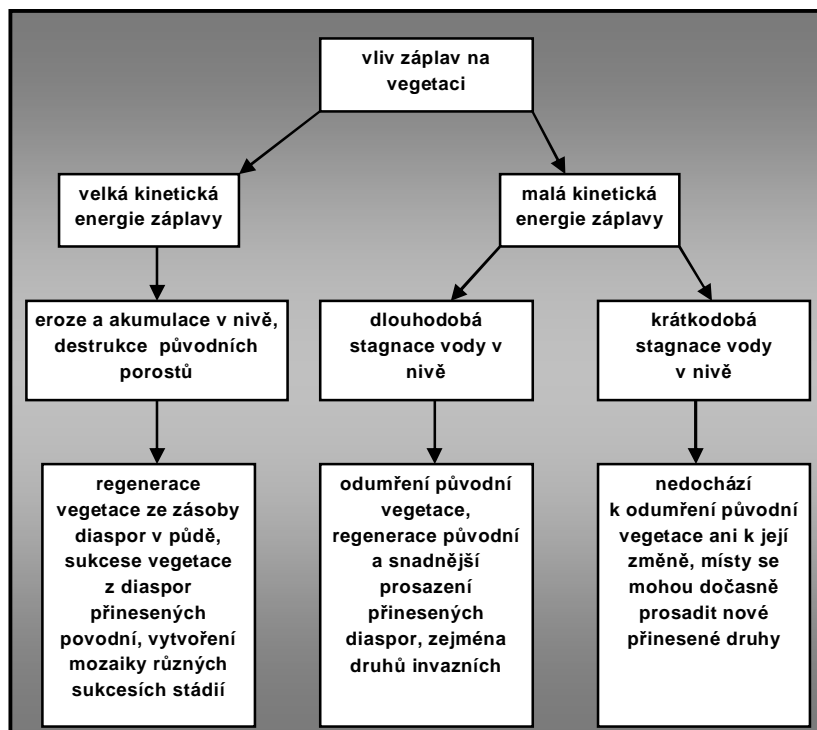 vliv záplav na
vegetaci
velká kinetická
energie záplavy
malá kinetická
energie záplavy
eroze a akumulace v nivě,
destrukce původních
porostů
dlouhodobá
stagnace vody v
nivě
krátkodobá
stagnace vody
v nivě
regenerace
vegetace ze zásoby
diaspor v půdě,
sukcese vegetace
z diaspor
přinesených
povodní, vytvoření
mozaiky různých
sukcesích stádií
odumření původní
vegetace,
regenerace původní
a snadnější
prosazení
přinesených
diaspor, zejména
druhů invazních
nedochází
k odumření původní
vegetace ani k její
změně, místy se
mohou dočasně
prosadit nové
přinesené druhy